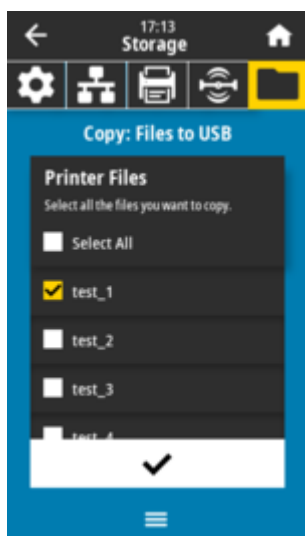 17:13
Storage
Copy: Files to USB
Printer Files
Select all the files you want to copy.
Select All
test_1
test_2
test_3
test_4